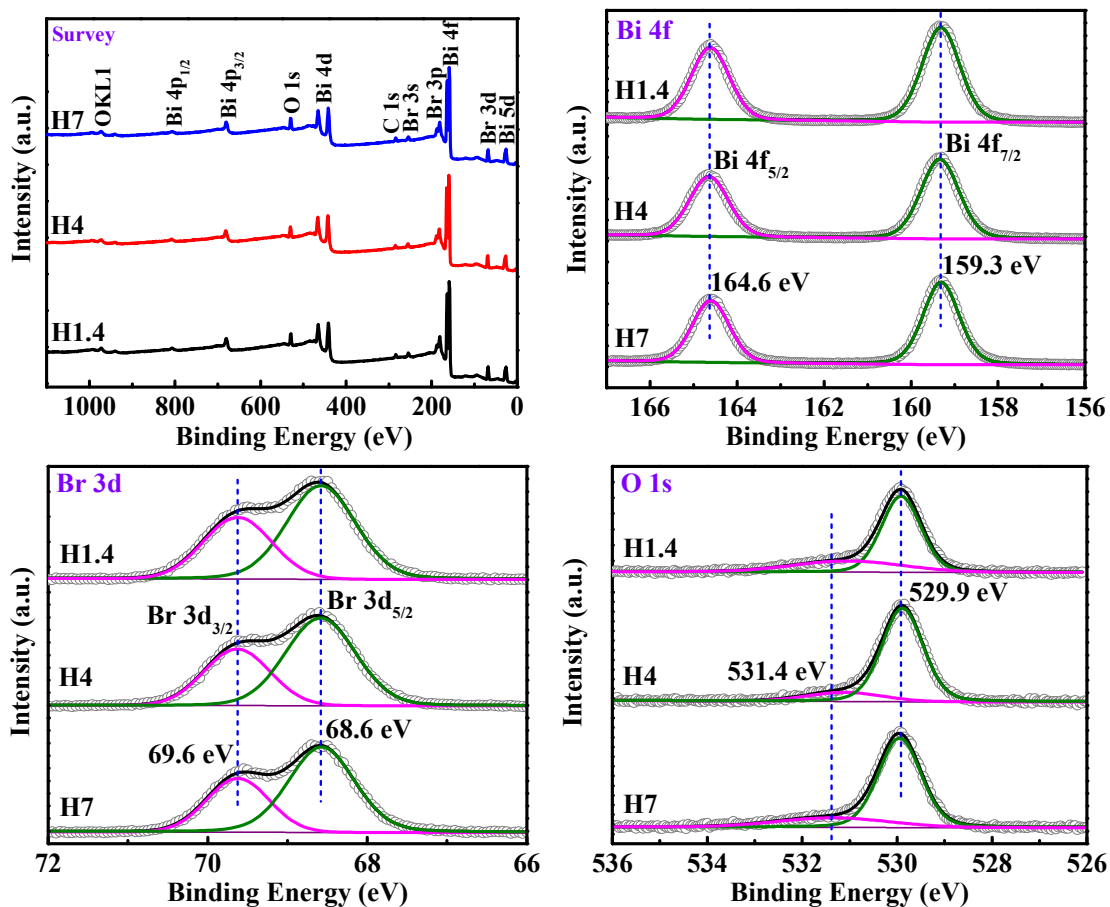 Survey
OKL1
Bi 4p1/2
Bi 4p3/2
O 1s
Bi 4d
C 1s
Br 3s
Br 3p
Bi 4f
Br 3d
Bi 5d
H7
H4
H1.4
Intensity (a.u.)
1000 800 600 400 200 0
Binding Energy (eV)
Bi 4f
H1.4
Bi 4f5/2
Bi 4f7/2
H4
164.6 eV
159.3 eV
H7
Intensity (a.u.)
166 164 162 160 158 156
Binding Energy (eV)
Br 3d
H1.4
Br 3d3/2
Br 3d5/2
H4
69.6 eV
68.6 eV
H7
Intensity (a.u.)
72 70 68 66
Binding Energy (eV)
O 1s
H1.4
529.9 eV
H4
531.4 eV
H7
Intensity (a.u.)
536 534 532 530 528 526
Binding Energy (eV)